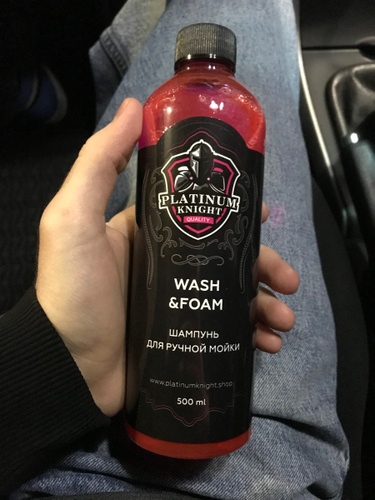 PLATINUM
KNIGHT
QUALITY
WASH
&FOAM
ШАМПУНЬ
ДЛЯ РУЧНОЙ МОЙКИ
www.platinumknight.shop
500 ml